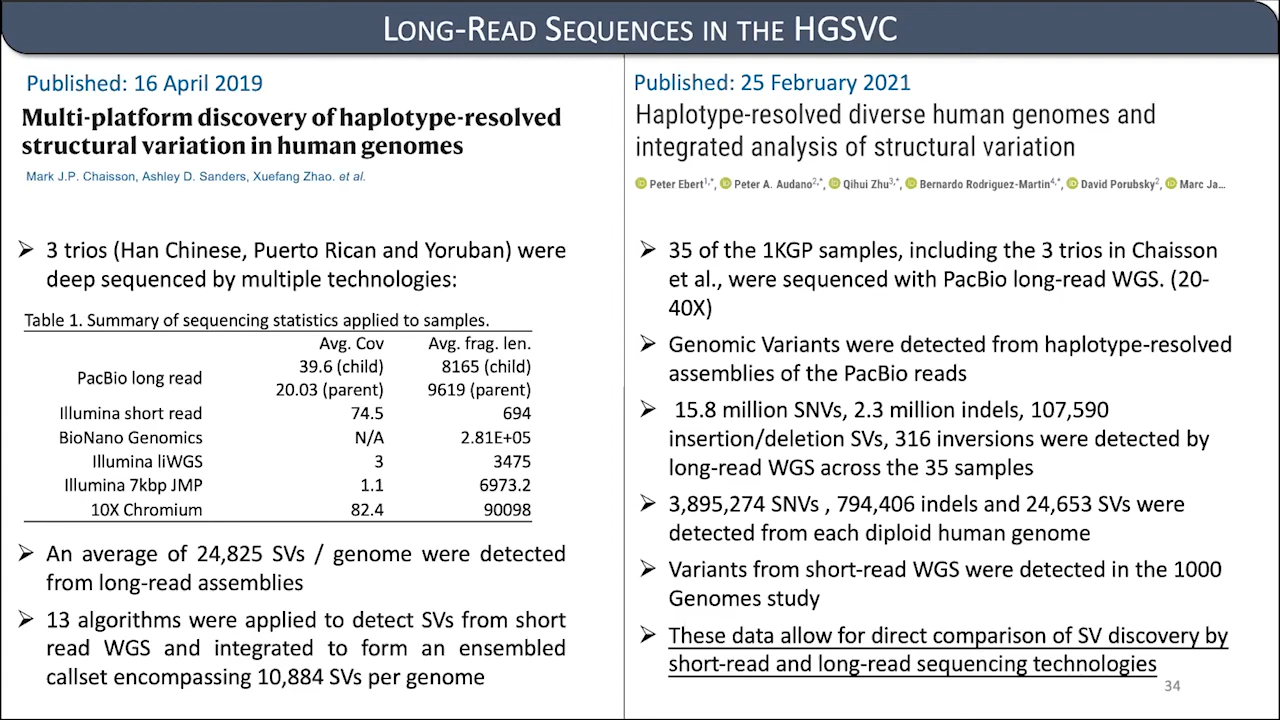 LONG-READ SEQUENCES IN THE HGSVC
Published: 16 April 2019
Multi-platform discovery of haplotype-resolved
structural variation in human genomes
Mark J.P. Chaisson, Ashley D. Sanders, Xuefang Zhao. et al.
➢ 3 trios (Han Chinese, Puerto Rican and Yoruban) were
deep sequenced by multiple technologies:
Table 1. Summary of sequencing statistics applied to samples.
Avg. Cov Avg. frag. len.
PacBio long read 39.6 (child) 8165 (child)
20.03 (parent) 9619 (parent)
Illumina short read 74.5 694
BioNano Genomics N/A 2.81E+05
Illumina liWGS 3 3475
Illumina 7kbp JMP 1.1 6973.2
10X Chromium 82.4 90098
➢ An average of 24,825 SVs / genome were detected
from long-read assemblies
➢ 13 algorithms were applied to detect SVs from short
read WGS and integrated to form an ensembled
callset encompassing 10,884 SVs per genome
Published: 25 February 2021
Haplotype-resolved diverse human genomes and
integrated analysis of structural variation
Peter Ebert1,*, Peter A. Audano2,*, Qihui Zhu3,*, Bernardo Rodriguez-Martin4,*, David Porubsky2, Marc Ja...
➢ 35 of the 1KGP samples, including the 3 trios in Chaisson
et al., were sequenced with PacBio long-read WGS. (20-
40X)
➢ Genomic Variants were detected from haplotype-resolved
assemblies of the PacBio reads
➢ 15.8 million SNVs, 2.3 million indels, 107,590
insertion/deletion SVs, 316 inversions were detected by
long-read WGS across the 35 samples
➢ 3,895,274 SNVs , 794,406 indels and 24,653 SVs were
detected from each diploid human genome
➢ Variants from short-read WGS were detected in the 1000
Genomes study
➢ These data allow for direct comparison of SV discovery by
short-read and long-read sequencing technologies
34